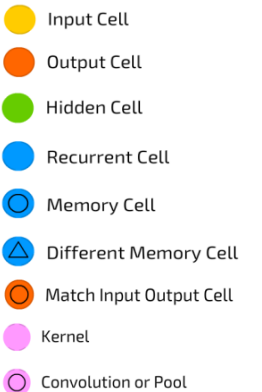 Input Cell
Output Cell
Hidden Cell
Recurrent Cell
Memory Cell
Different Memory Cell
Match Input Output Cell
Kernel
Convolution or Pool